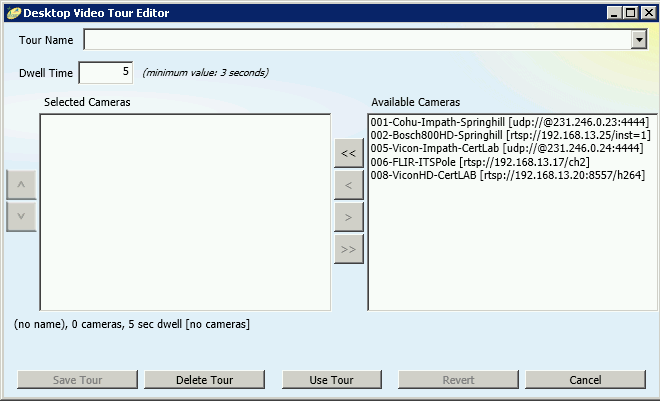 Desktop Video Tour Editor
Tour Name
Dwell Time 5 (minimum value: 3 seconds)
Selected Cameras
Available Cameras
001-Cohu-Impath-Springhill [udp://@231.246.0.23:4444]
002-Bosch800HD-Springhill [rtsp://192.168.13.25/inst=1]
005-Vicon-Impath-CertLab [udp://@231.246.0.24:4444]
006-FLIR-ITSPole [rtsp://192.168.13.17/ch2]
008-ViconHD-CertLAB [rtsp://192.168.13.20:8557/h264]
<<
<
>
>>
^
v
(no name), 0 cameras, 5 sec dwell [no cameras]
Save Tour Delete Tour Use Tour Revert Cancel